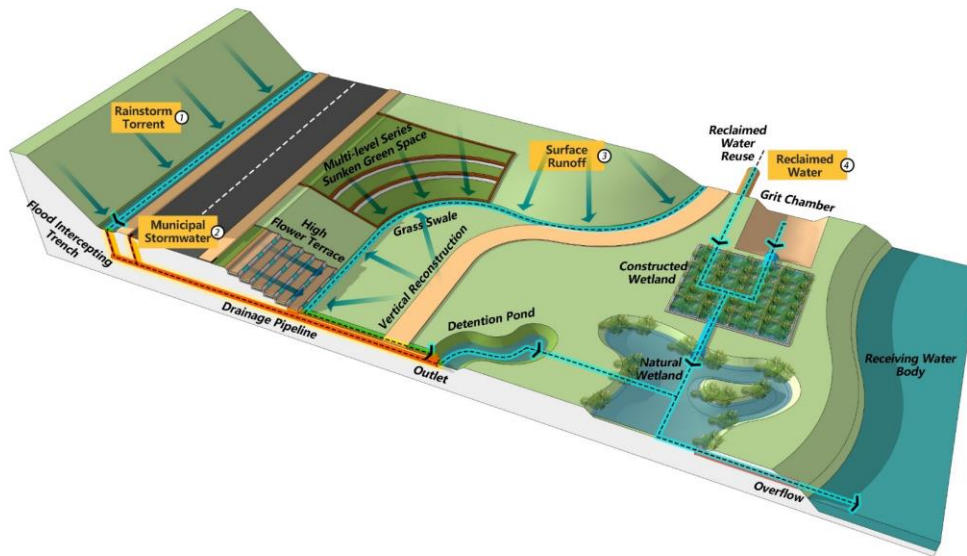 Rainstorm
Torrent
①
Flood Intercepting
Trench
Municipal
Stormwater
②
Multi-level Series
Sunken Green Space
High
Flower Terrace
Grass Swale
Vertical Reconstruction
Surface
Runoff
③
Reclaimed
Water
Reuse
Reclaimed
Water
④
Grit Chamber
Constructed
Wetland
Drainage Pipeline
Detention Pond
Outlet
Natural
Wetland
Receiving Water
Body
Overflow